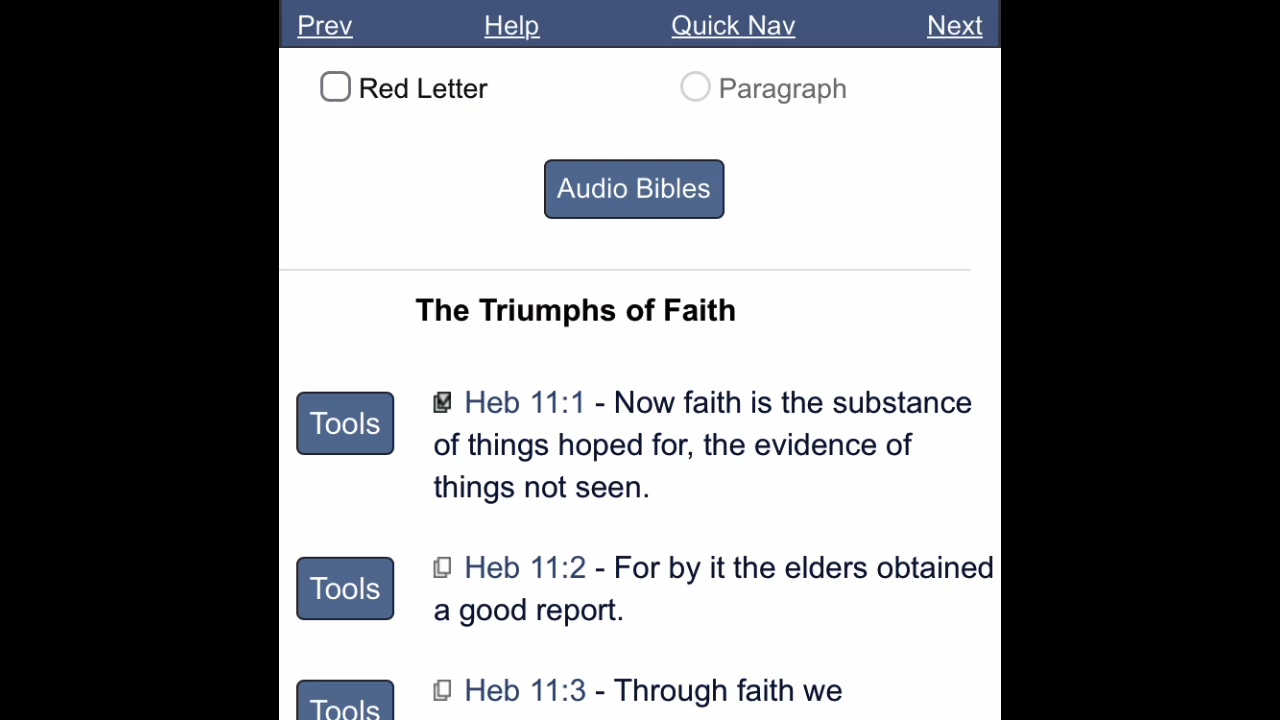 Prev Help Quick Nav Next
Red Letter Paragraph
Audio Bibles
The Triumphs of Faith
Tools
Heb 11:1 - Now faith is the substance
of things hoped for, the evidence of
things not seen.
Tools
Heb 11:2 - For by it the elders obtained
a good report.
Tools
Heb 11:3 - Through faith we